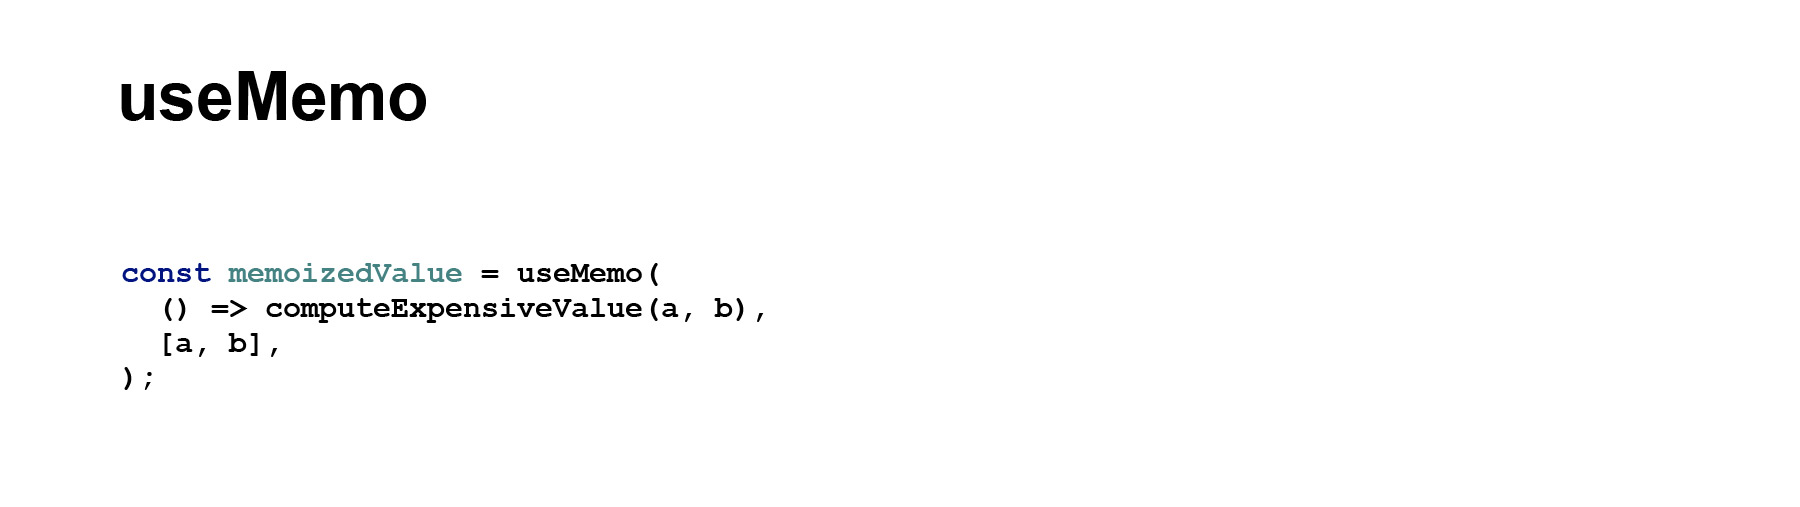 useMemo
const memoizedValue = useMemo(
  () => computeExpensiveValue(a, b),
  [a, b],
);